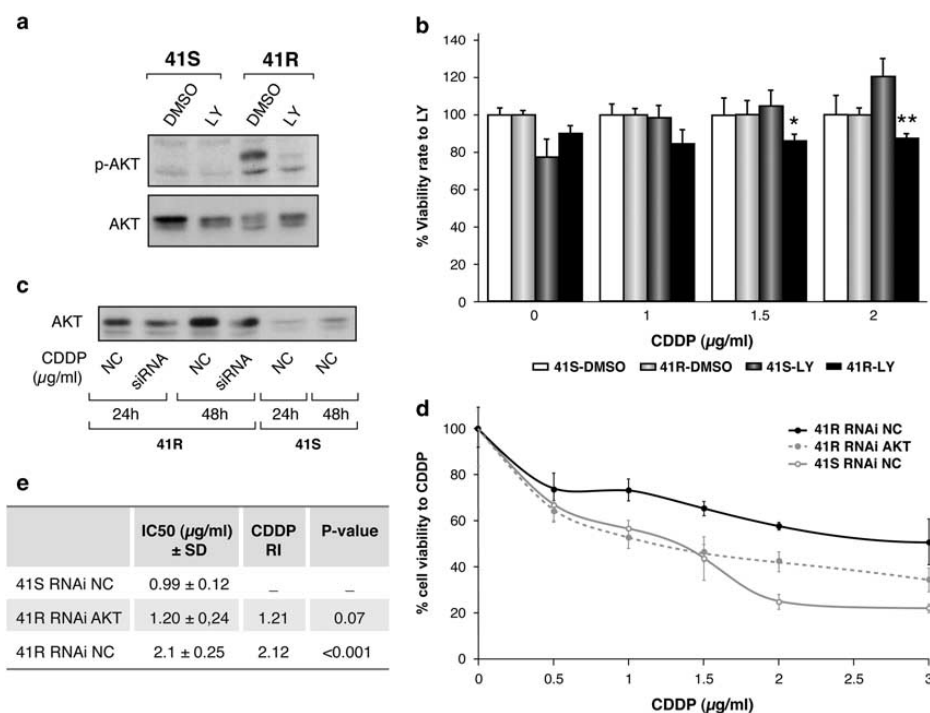 a
41S 41R
DMSO LY DMSO LY
p-AKT
AKT
b
% Viability rate to LY
140
120
100
80
60
40
20
0
* **
0 1 1.5 2
CDDP (µg/ml)
41S-DMSO 41R-DMSO 41S-LY 41R-LY
c
AKT
CDDP (µg/ml)
NC siRNA NC siRNA NC NC
24h 48h 24h 48h
41R 41S
d
% cell viability to CDDP
100
80
60
40
20
0
41R RNAi NC
41R RNAi AKT
41S RNAi NC
0 0.5 1 1.5 2 2.5 3
CDDP (µg/ml)
e
IC50 (µg/ml) ± SD CDDP RI P-value
41S RNAi NC 0.99 ± 0.12 _ _
41R RNAi AKT 1.20 ± 0,24 1.21 0.07
41R RNAi NC 2.1 ± 0.25 2.12 <0.001